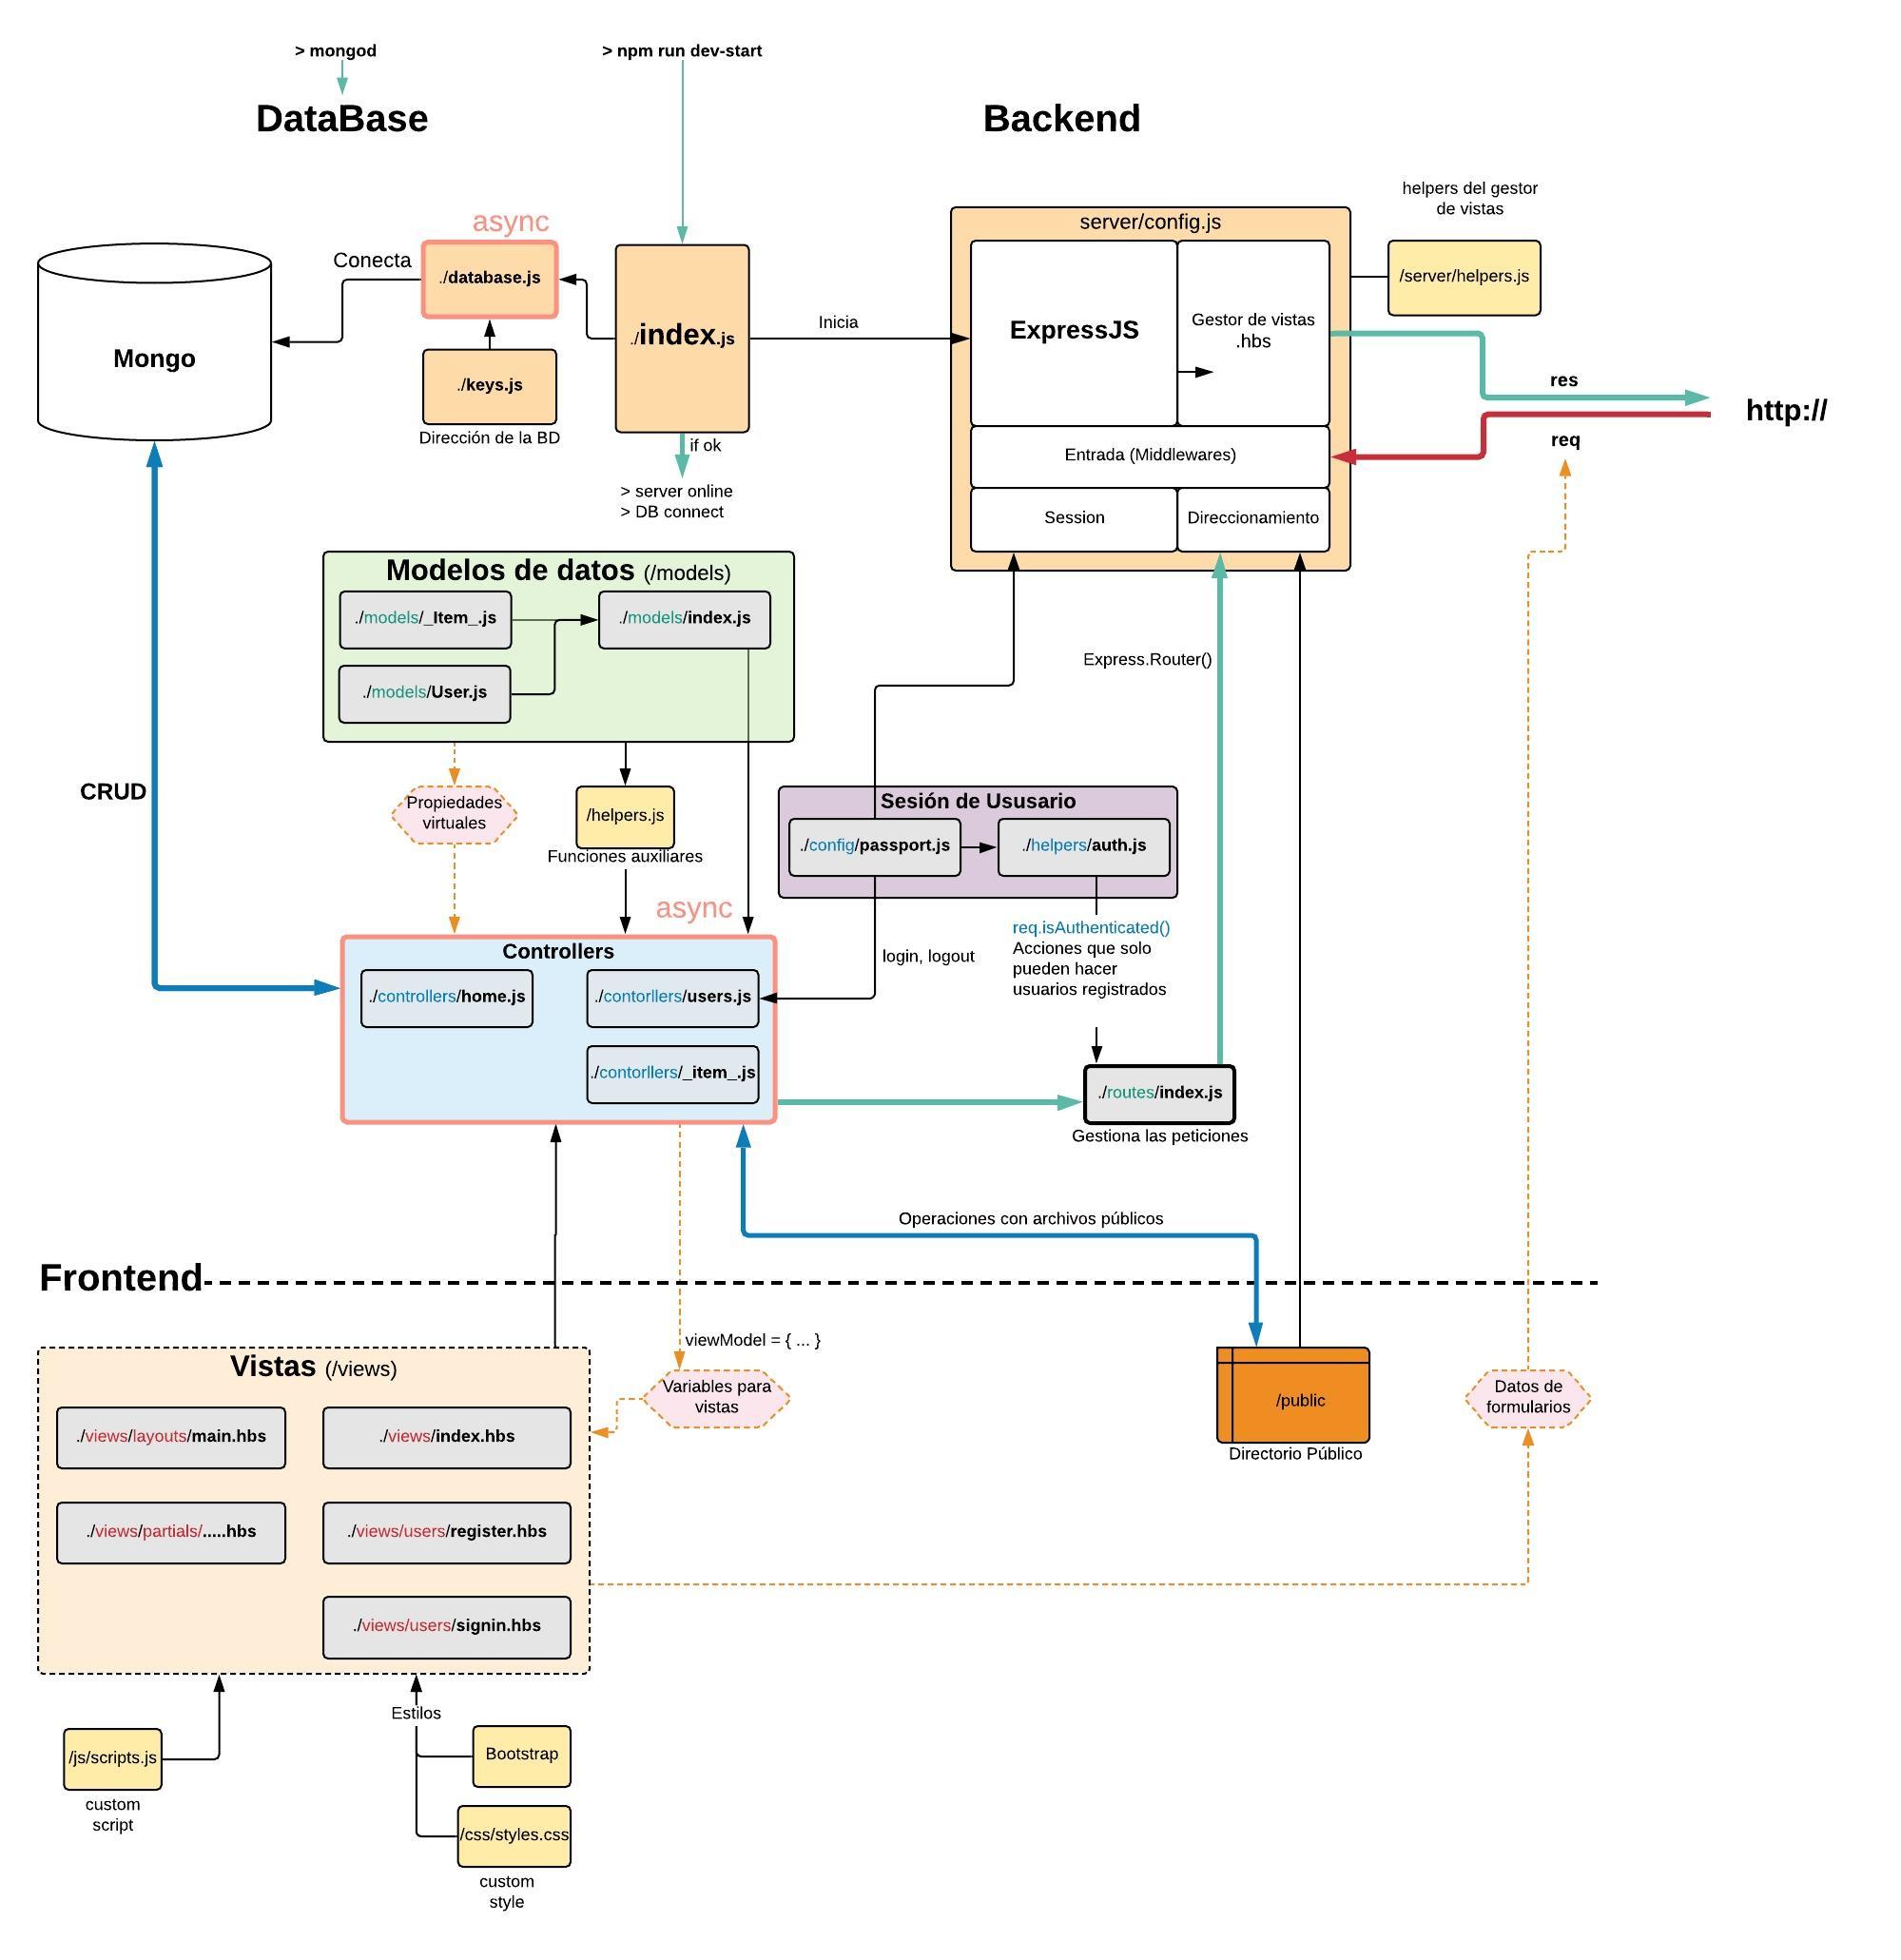 > mongod
> npm run dev-start
DataBase
Backend
helpers del gestor
de vistas
async
server/config.js
Conecta
./database.js
/server/helpers.js
Mongo
./index.js
Inicia
ExpressJS
Gestor de vistas
.hbs
./keys.js
Dirección de la BD
res
http://
req
if ok
Entrada (Middlewares)
> server online
> DB connect
Session
Direccionamiento
Modelos de datos (/models)
./models/_Item_.js
./models/index.js
./models/User.js
Express.Router()
CRUD
Propiedades
virtuales
/helpers.js
Funciones auxiliares
Sesión de Ususario
./config/passport.js
./helpers/auth.js
async
req.isAuthenticated()
Acciones que solo
pueden hacer
usuarios registrados
login, logout
Controllers
./controllers/home.js
./contorllers/users.js
./contorllers/_item_.js
./routes/index.js
Gestiona las peticiones
Operaciones con archivos públicos
Frontend
viewModel = { ... }
Vistas (/views)
Variables para
vistas
/public
Directorio Público
Datos de
formularios
./views/layouts/main.hbs
./views/index.hbs
./views/partials/.....hbs
./views/users/register.hbs
./views/users/signin.hbs
Estilos
/js/scripts.js
custom
script
Bootstrap
/css/styles.css
custom
style